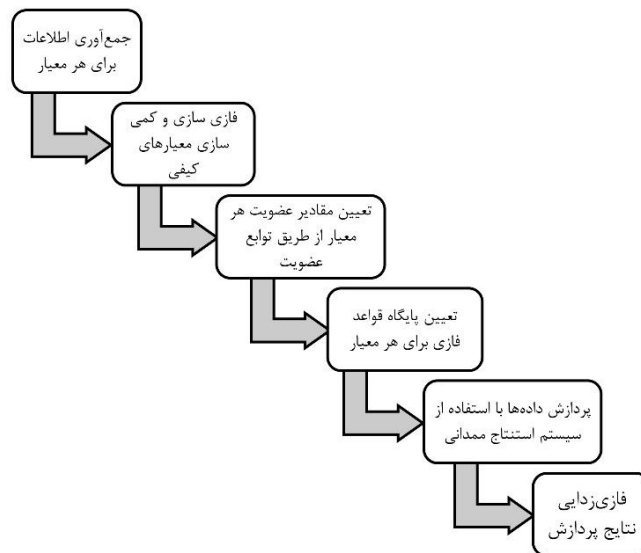 جمع‌آوری اطلاعات
برای هر معیار
فازی سازی و کمی
سازی معیارهای
کیفی
تعیین مقادیر عضویت هر
معیار از طریق توابع
عضویت
تعیین پایگاه قواعد
فازی برای هر معیار
پردازش داده‌ها با استفاده از
سیستم استنتاج ممدانی
فازی‌زدایی
نتایج پردازش